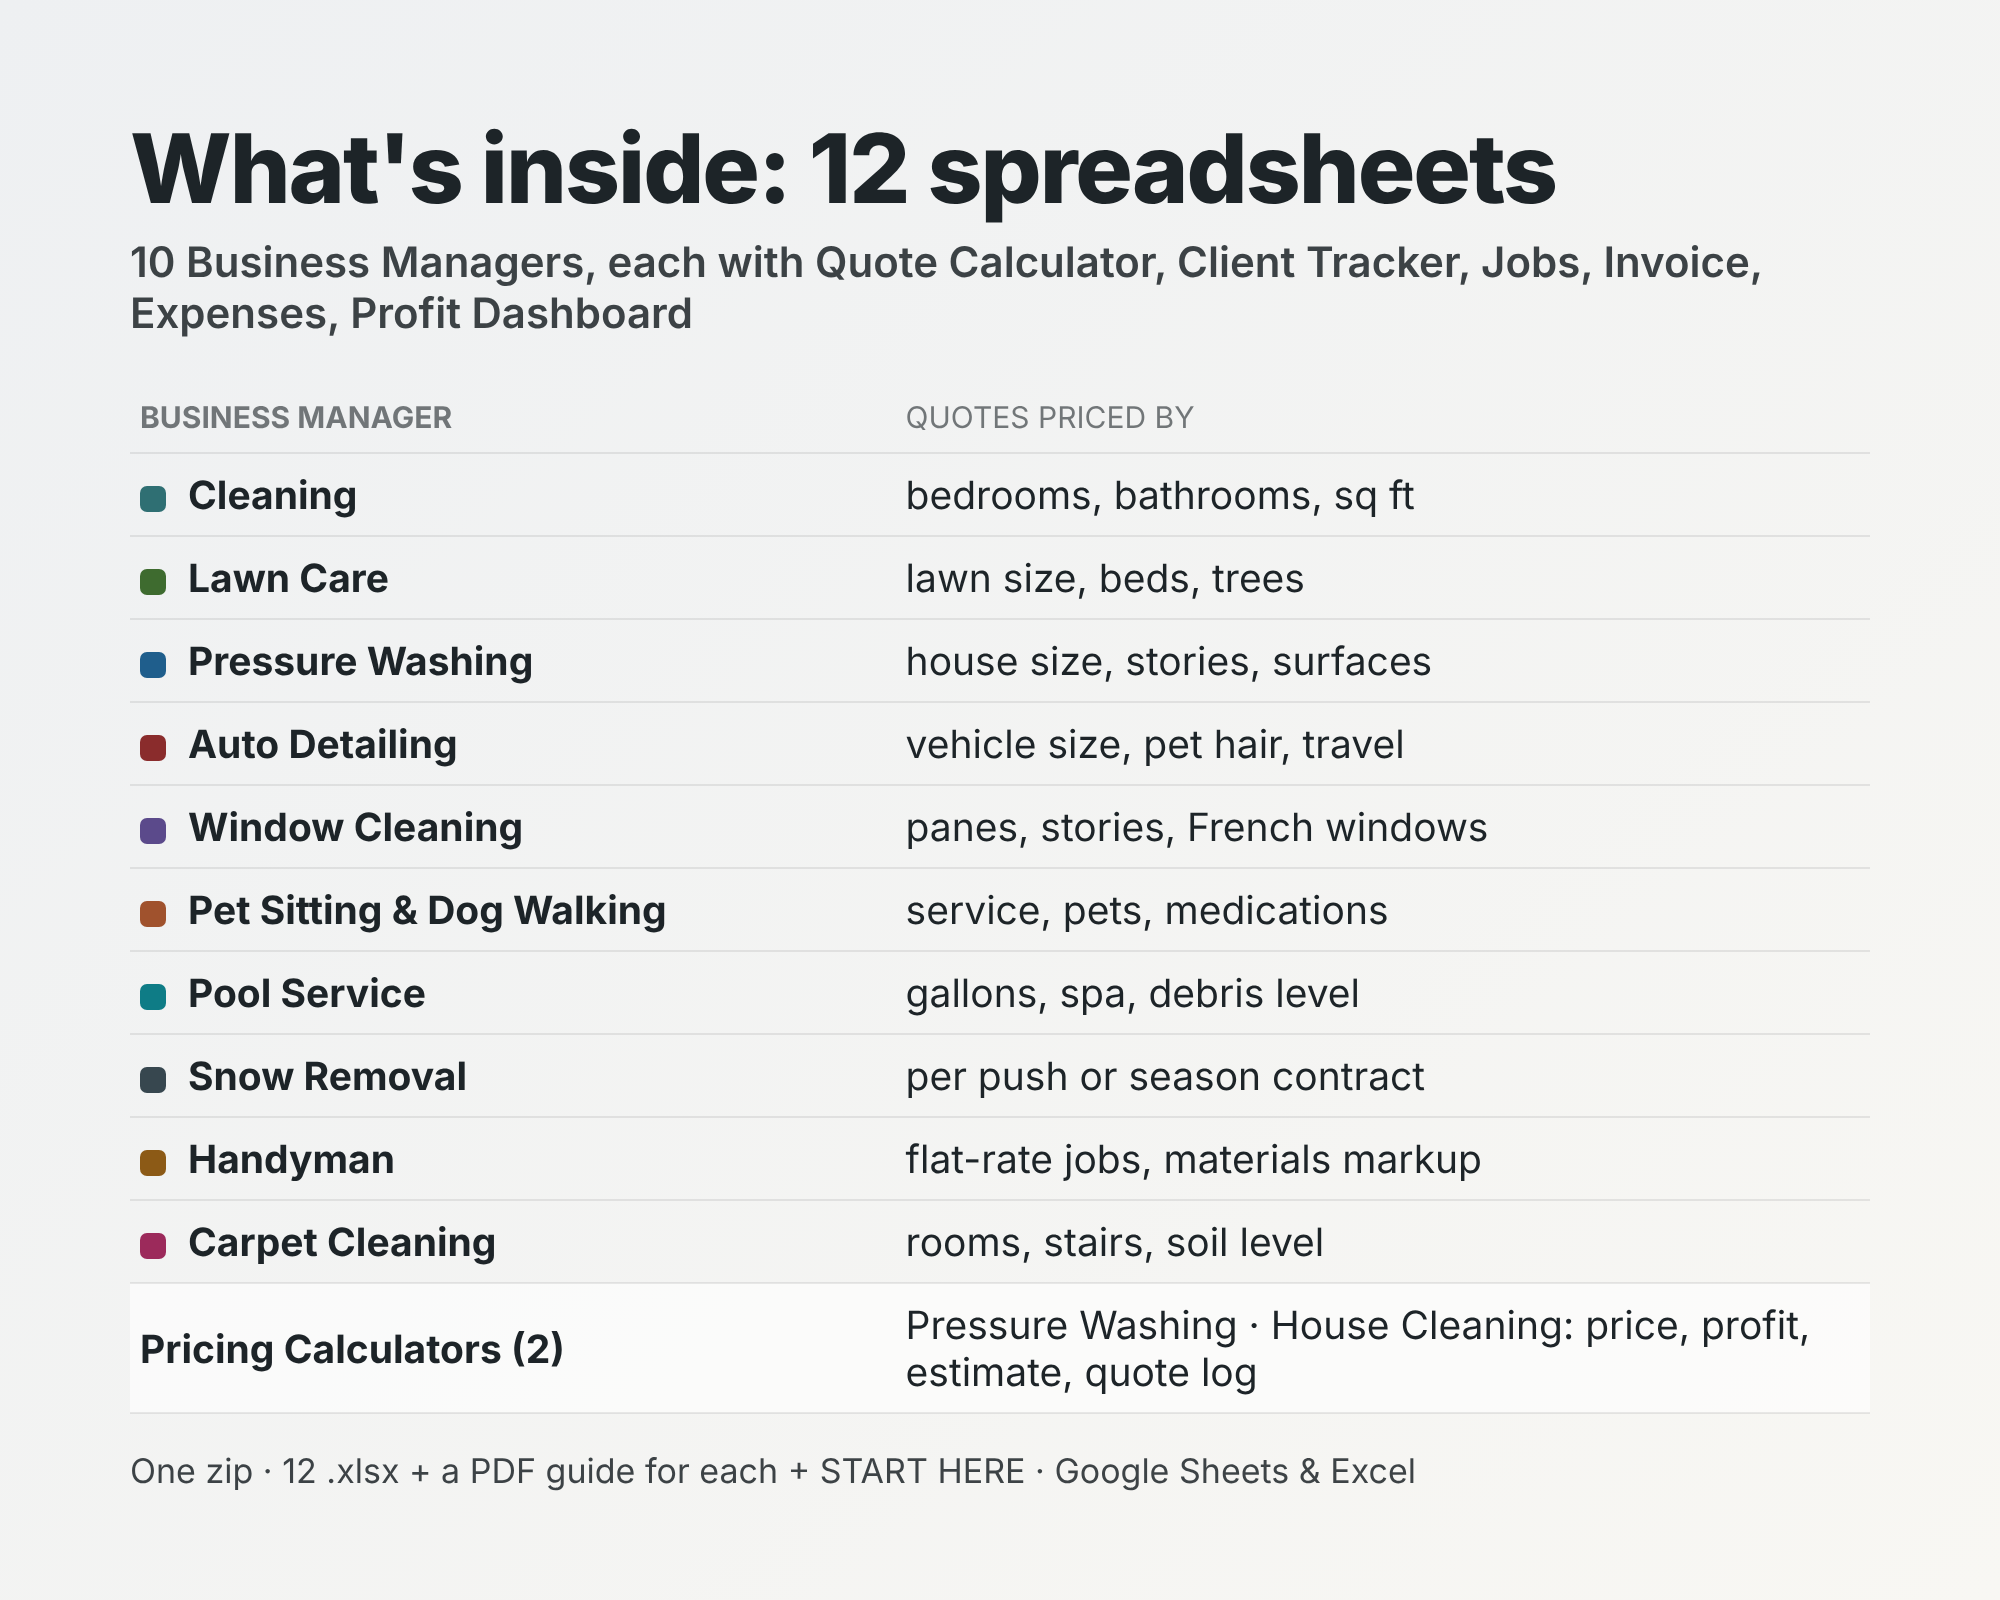 What's inside: 12 spreadsheets
10 Business Managers, each with Quote Calculator, Client Tracker, Jobs, Invoice,
Expenses, Profit Dashboard
BUSINESS MANAGER QUOTES PRICED BY
Cleaning bedrooms, bathrooms, sq ft
Lawn Care lawn size, beds, trees
Pressure Washing house size, stories, surfaces
Auto Detailing vehicle size, pet hair, travel
Window Cleaning panes, stories, French windows
Pet Sitting & Dog Walking service, pets, medications
Pool Service gallons, spa, debris level
Snow Removal per push or season contract
Handyman flat-rate jobs, materials markup
Carpet Cleaning rooms, stairs, soil level
Pricing Calculators (2) Pressure Washing · House Cleaning: price, profit,
estimate, quote log
One zip · 12 .xlsx + a PDF guide for each + START HERE · Google Sheets & Excel